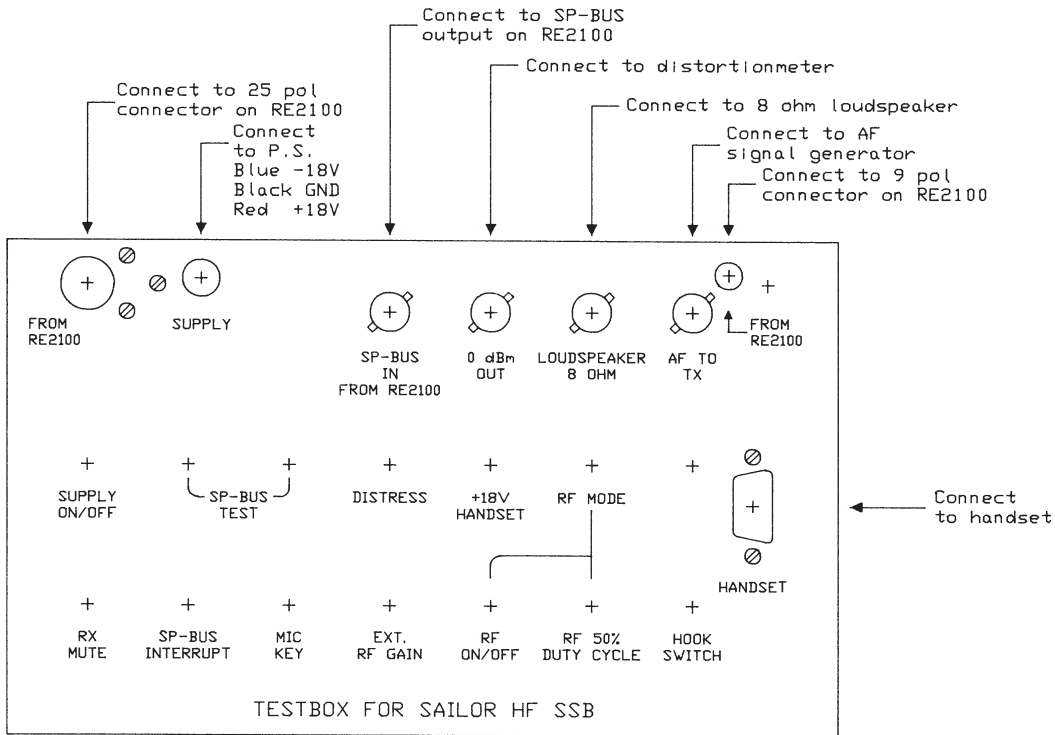 Connect to SP-BUS
output on RE2100
Connect to distortionmeter
Connect to 25 pol
connector on RE2100
Connect to 8 ohm loudspeaker
Connect
to P.S.
Blue -18V
Black GND
Red +18V
Connect to AF
signal generator
Connect to 9 pol
connector on RE2100
FROM
RE2100
SUPPLY
SP-BUS
IN
FROM RE2100
0 dBm
OUT
LOUDSPEAKER
8 OHM
AF TO
TX
FROM
RE2100
SUPPLY
ON/OFF
SP-BUS
TEST
DISTRESS
+18V
HANDSET
RF MODE
Connect
to handset
HANDSET
RX
MUTE
SP-BUS
INTERRUPT
MIC
KEY
EXT.
RF GAIN
RF
ON/OFF
RF 50%
DUTY CYCLE
HOOK
SWITCH
TESTBOX FOR SAILOR HF SSB